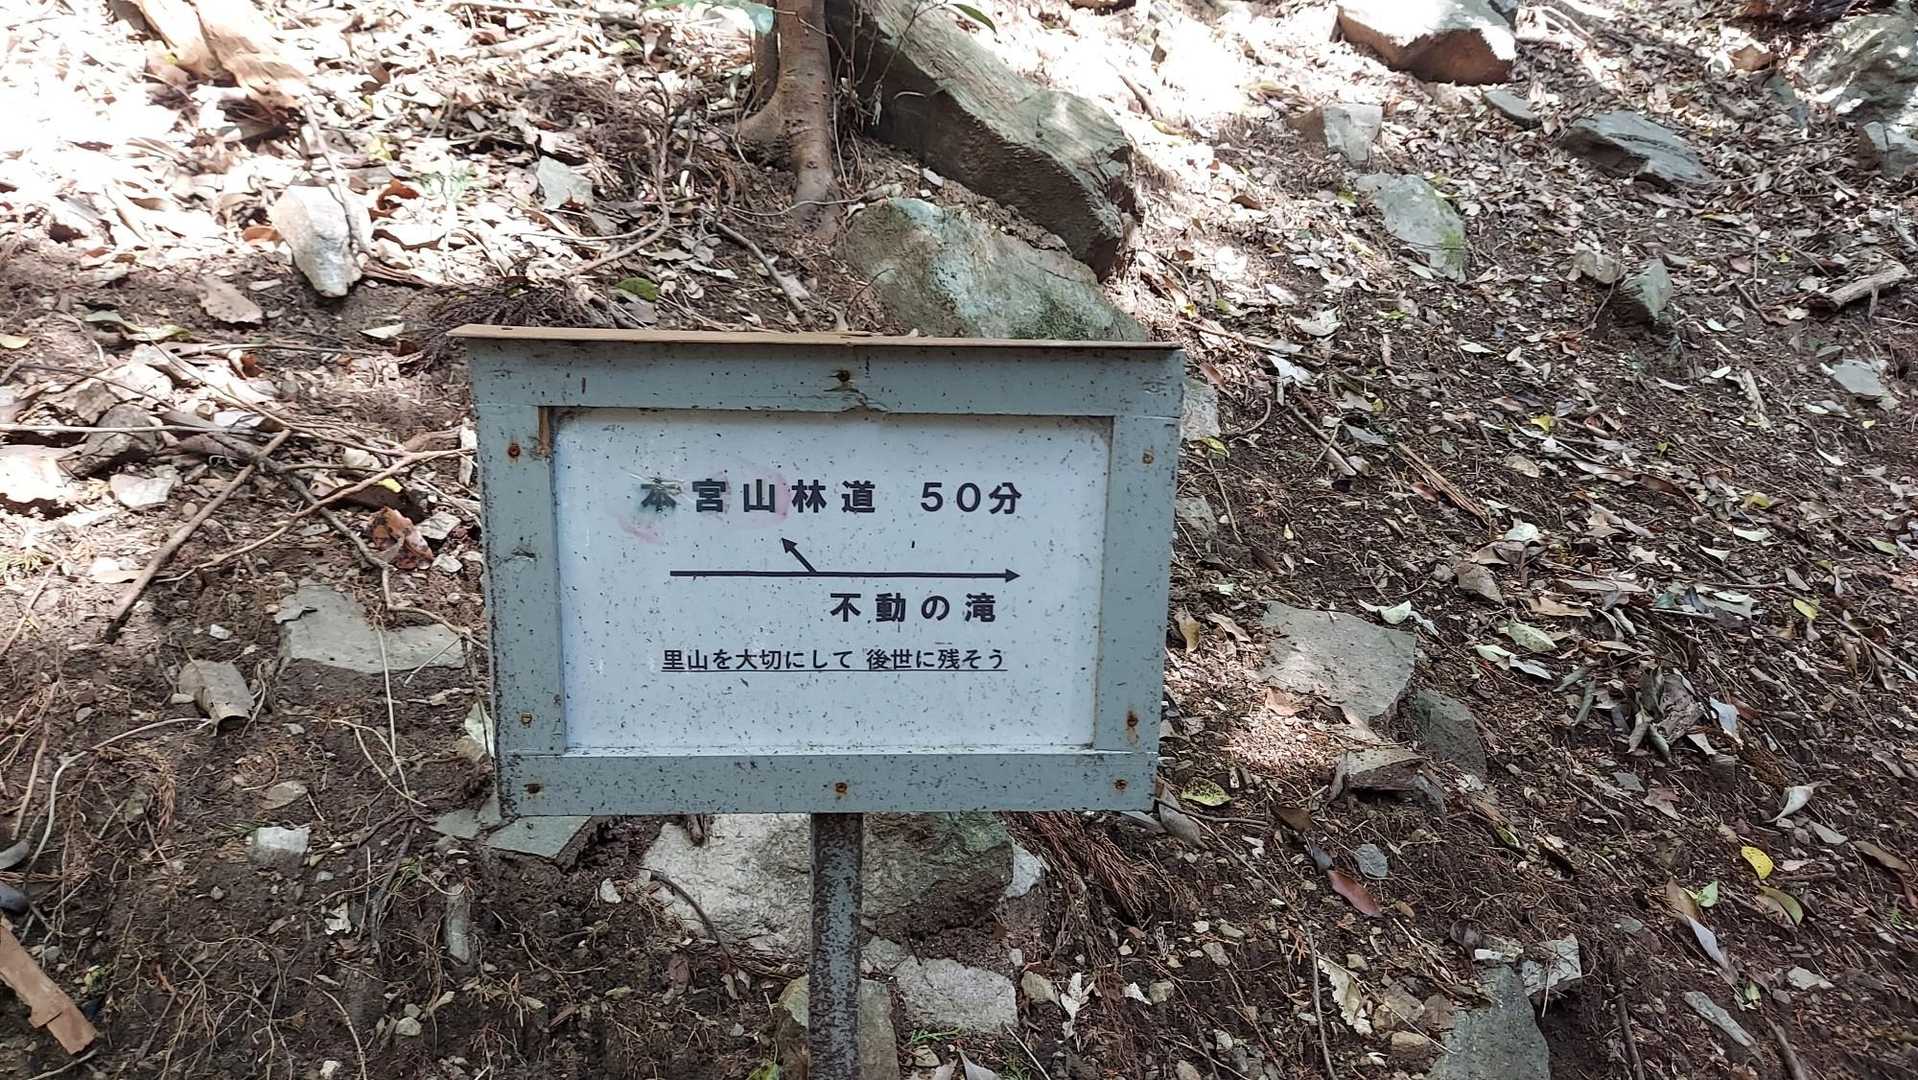 本宮山林道　５０分
不動の滝
里山を大切にして 後世に残そう